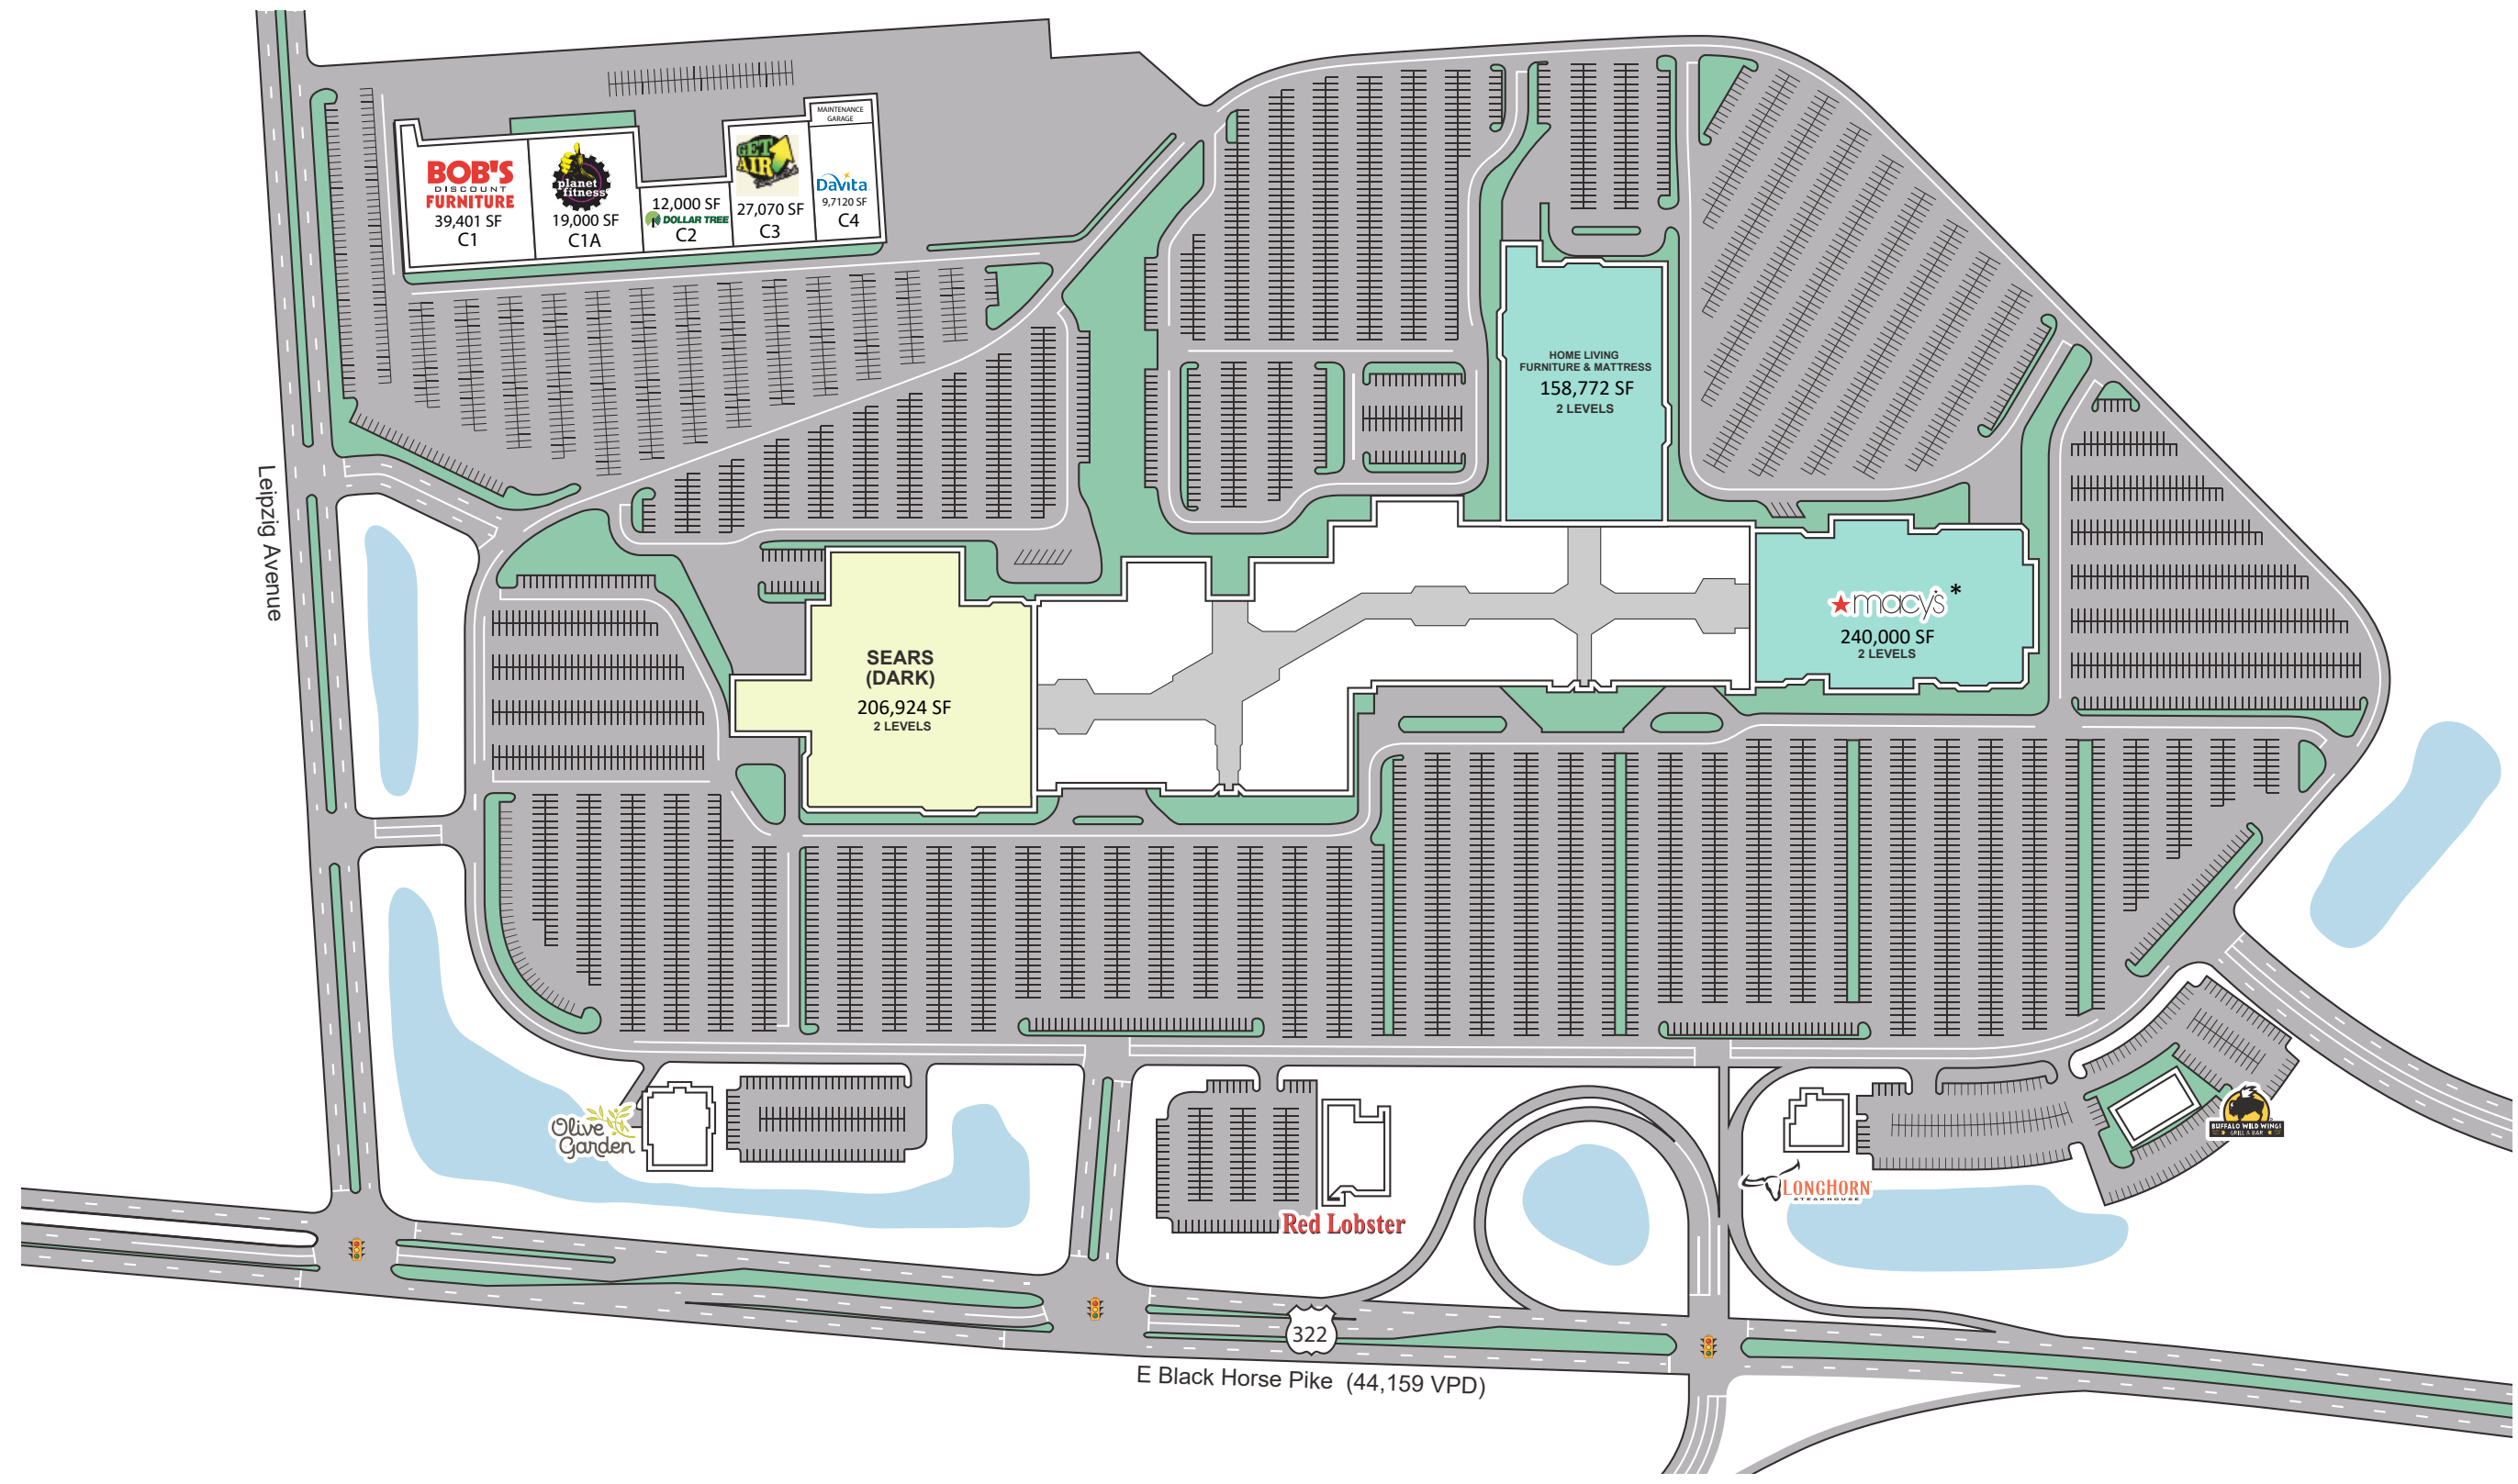 MAINTENANCE
GARAGE
BOB'S
DISCOUNT
FURNITURE
39,401 SF
C1
planet
fitness
19,000 SF
C1A
12,000 SF
DOLLAR TREE
C2
GET
AIR
27,070 SF
C3
DaVita
9,7120 SF
C4
HOME LIVING
FURNITURE & MATTRESS
158,772 SF
2 LEVELS
Leipzig Avenue
SEARS
(DARK)
206,924 SF
2 LEVELS
macy's*
240,000 SF
2 LEVELS
Olive
Garden
Red Lobster
LONGHORN
STEAKHOUSE
BUFFALO WILD WINGS
GRILL & BAR
322
E Black Horse Pike (44,159 VPD)